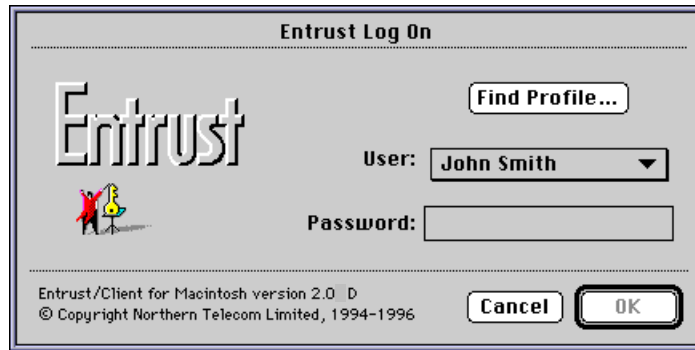 Entrust Log On
Entrust
Find Profile...
User: John Smith
Password:
Entrust/Client for Macintosh version 2.0 D
© Copyright Northern Telecom Limited, 1994-1996
Cancel OK